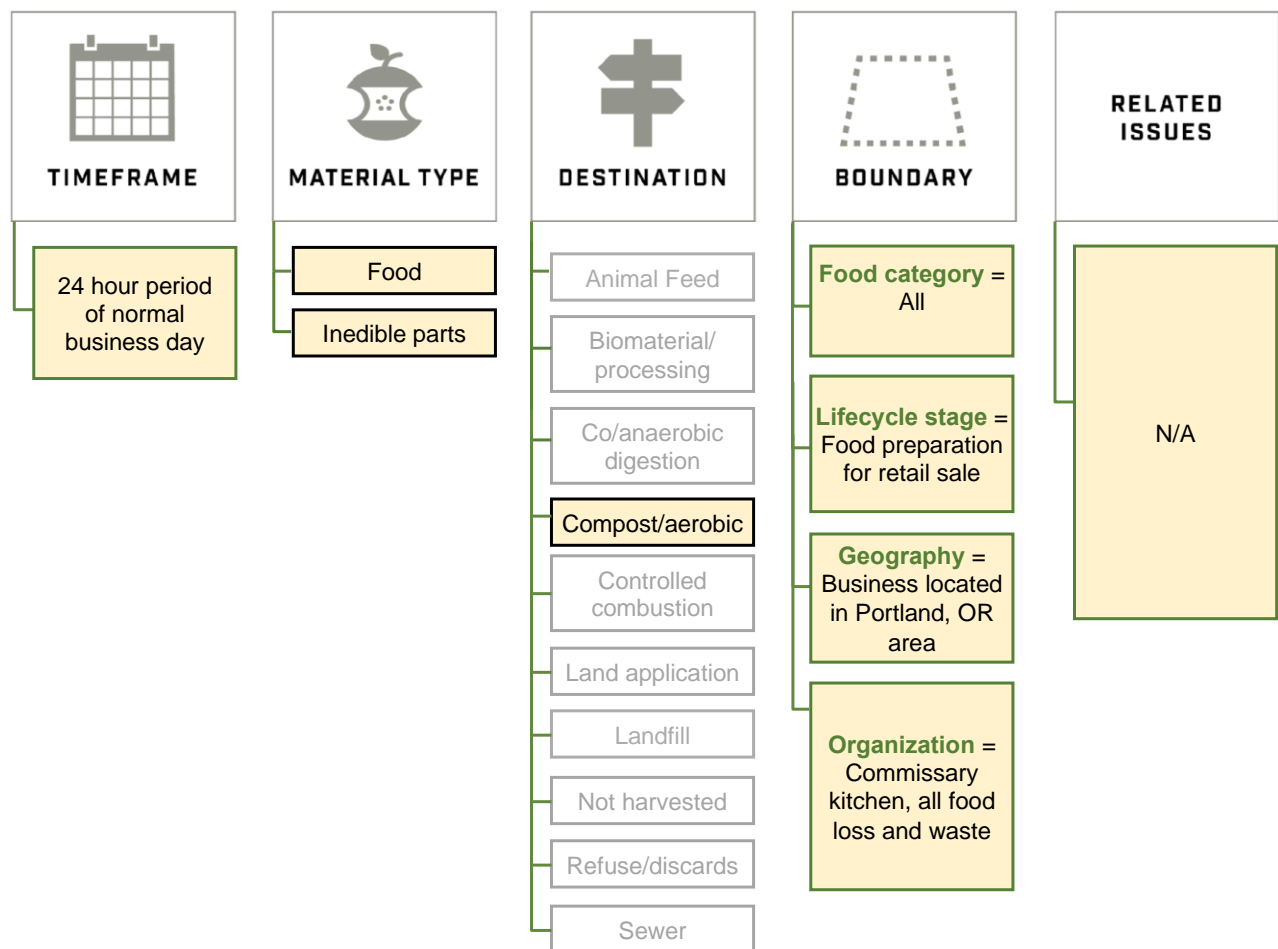 TIMEFRAME
24 hour period
of normal
business day
MATERIAL TYPE
Food
Inedible parts
DESTINATION
Animal Feed
Biomaterial/
processing
Co/anaerobic
digestion
Compost/aerobic
Controlled
combustion
Land application
Landfill
Not harvested
Refuse/discards
Sewer
BOUNDARY
Food category =
All
Lifecycle stage =
Food preparation
for retail sale
Geography =
Business located
in Portland, OR
area
Organization =
Commissary
kitchen, all food
loss and waste
RELATED
ISSUES
N/A